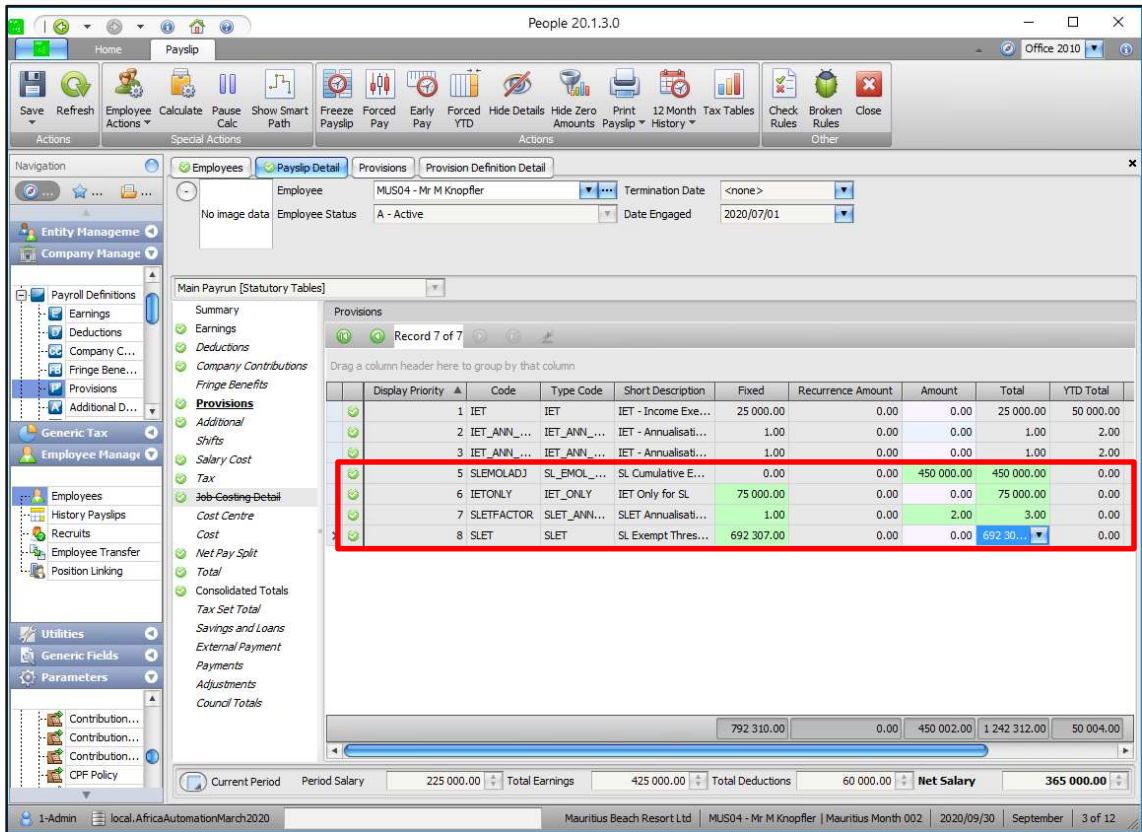 People 20.1.3.0
Home Payslip Office 2010
Save Refresh Employee Actions Calculate Pause Calc Show Smart Path Freeze Payslip Forced Pay Early Pay Forced YTD Hide Details Hide Zero Amounts Print Payslip 12 Month History Tax Tables Check Rules Broken Rules Close
Actions Special Actions Actions Other
Navigation
Employees Payslip Detail Provisions Provision Definition Detail
No image data
Employee MUS04 - Mr M Knopfler Termination Date <none>
Employee Status A - Active Date Engaged 2020/07/01
Entity Manageme
Company Manage
Payroll Definitions
Earnings
Deductions
Company C...
Fringe Bene...
Provisions
Additional D...
Generic Tax
Employee Manage
Employees
History Payslips
Recruits
Employee Transfer
Position Linking
Utilities
Generic Fields
Parameters
Contribution...
Contribution...
Contribution...
CPF Policy
Main Payrun [Statutory Tables]
Summary
Earnings
Deductions
Company Contributions
Fringe Benefits
Provisions
Additional
Shifts
Salary Cost
Tax
Job Costing Detail
Cost Centre
Cost
Net Pay Split
Total
Consolidated Totals
Tax Set Total
Savings and Loans
External Payment
Payments
Adjustments
Council Totals
Provisions
Record 7 of 7
Drag a column header here to group by that column
Display Priority Code Type Code Short Description Fixed Recurrence Amount Amount Total YTD Total
1 IET IET IET - Income Exe... 25 000.00 0.00 0.00 25 000.00 50 000.00
2 IET_ANN_... IET_ANN_... IET - Annualisati... 1.00 0.00 0.00 1.00 2.00
3 IET_ANN_... IET_ANN_... IET - Annualisati... 1.00 0.00 0.00 1.00 2.00
5 SLEMOLADJ SL_EMOL_... SL Cumulative E... 0.00 0.00 450 000.00 450 000.00 0.00
6 IETONLY IET_ONLY IET Only for SL 75 000.00 0.00 0.00 75 000.00 0.00
7 SLETFACTOR SLET_ANN... SLET Annualisati... 1.00 0.00 2.00 3.00 0.00
8 SLET SLET SL Exempt Thres... 692 307.00 0.00 0.00 692 30... 0.00
792 310.00 0.00 450 002.00 1 242 312.00 50 004.00
Current Period Period Salary 225 000.00 Total Earnings 425 000.00 Total Deductions 60 000.00 Net Salary 365 000.00
1-Admin local.AfricaAutomationMarch2020 Mauritius Beach Resort Ltd MUS04 - Mr M Knopfler | Mauritius Month 002 2020/09/30 September 3 of 12